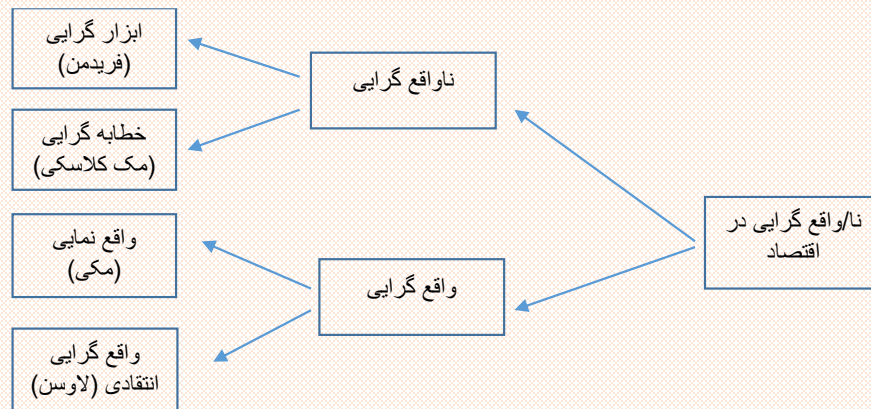 نا/واقع گرایی در
اقتصاد
ناواقع گرایی
واقع گرایی
ابزار گرایی
(فریدمن)
خطابه گرایی
(مک کلاسکی)
واقع نمایی
(مکی)
واقع گرایی
انتقادی (لاوسن)